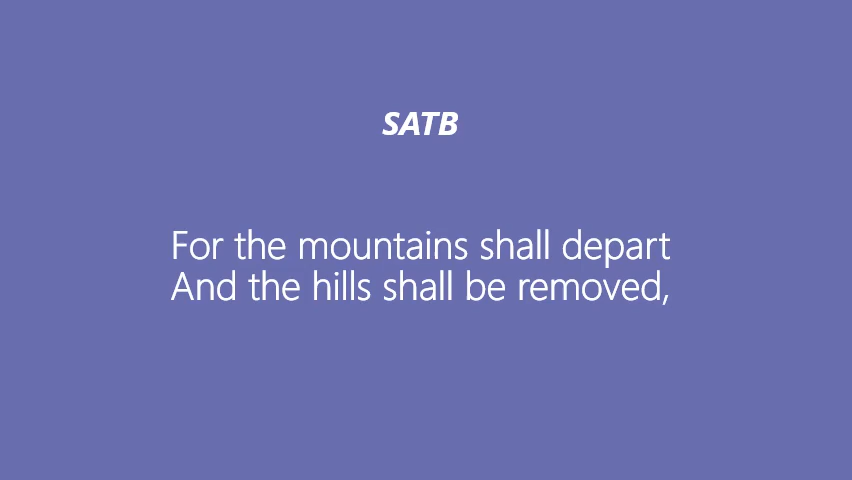 SATB
For the mountains shall depart
And the hills shall be removed,